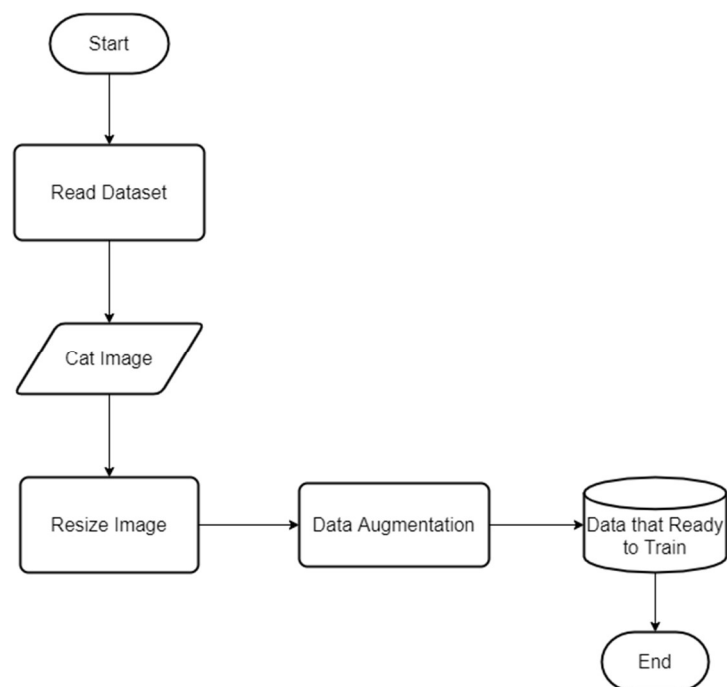 Start
Read Dataset
Cat Image
Resize Image
Data Augmentation
Data that Ready
to Train
End